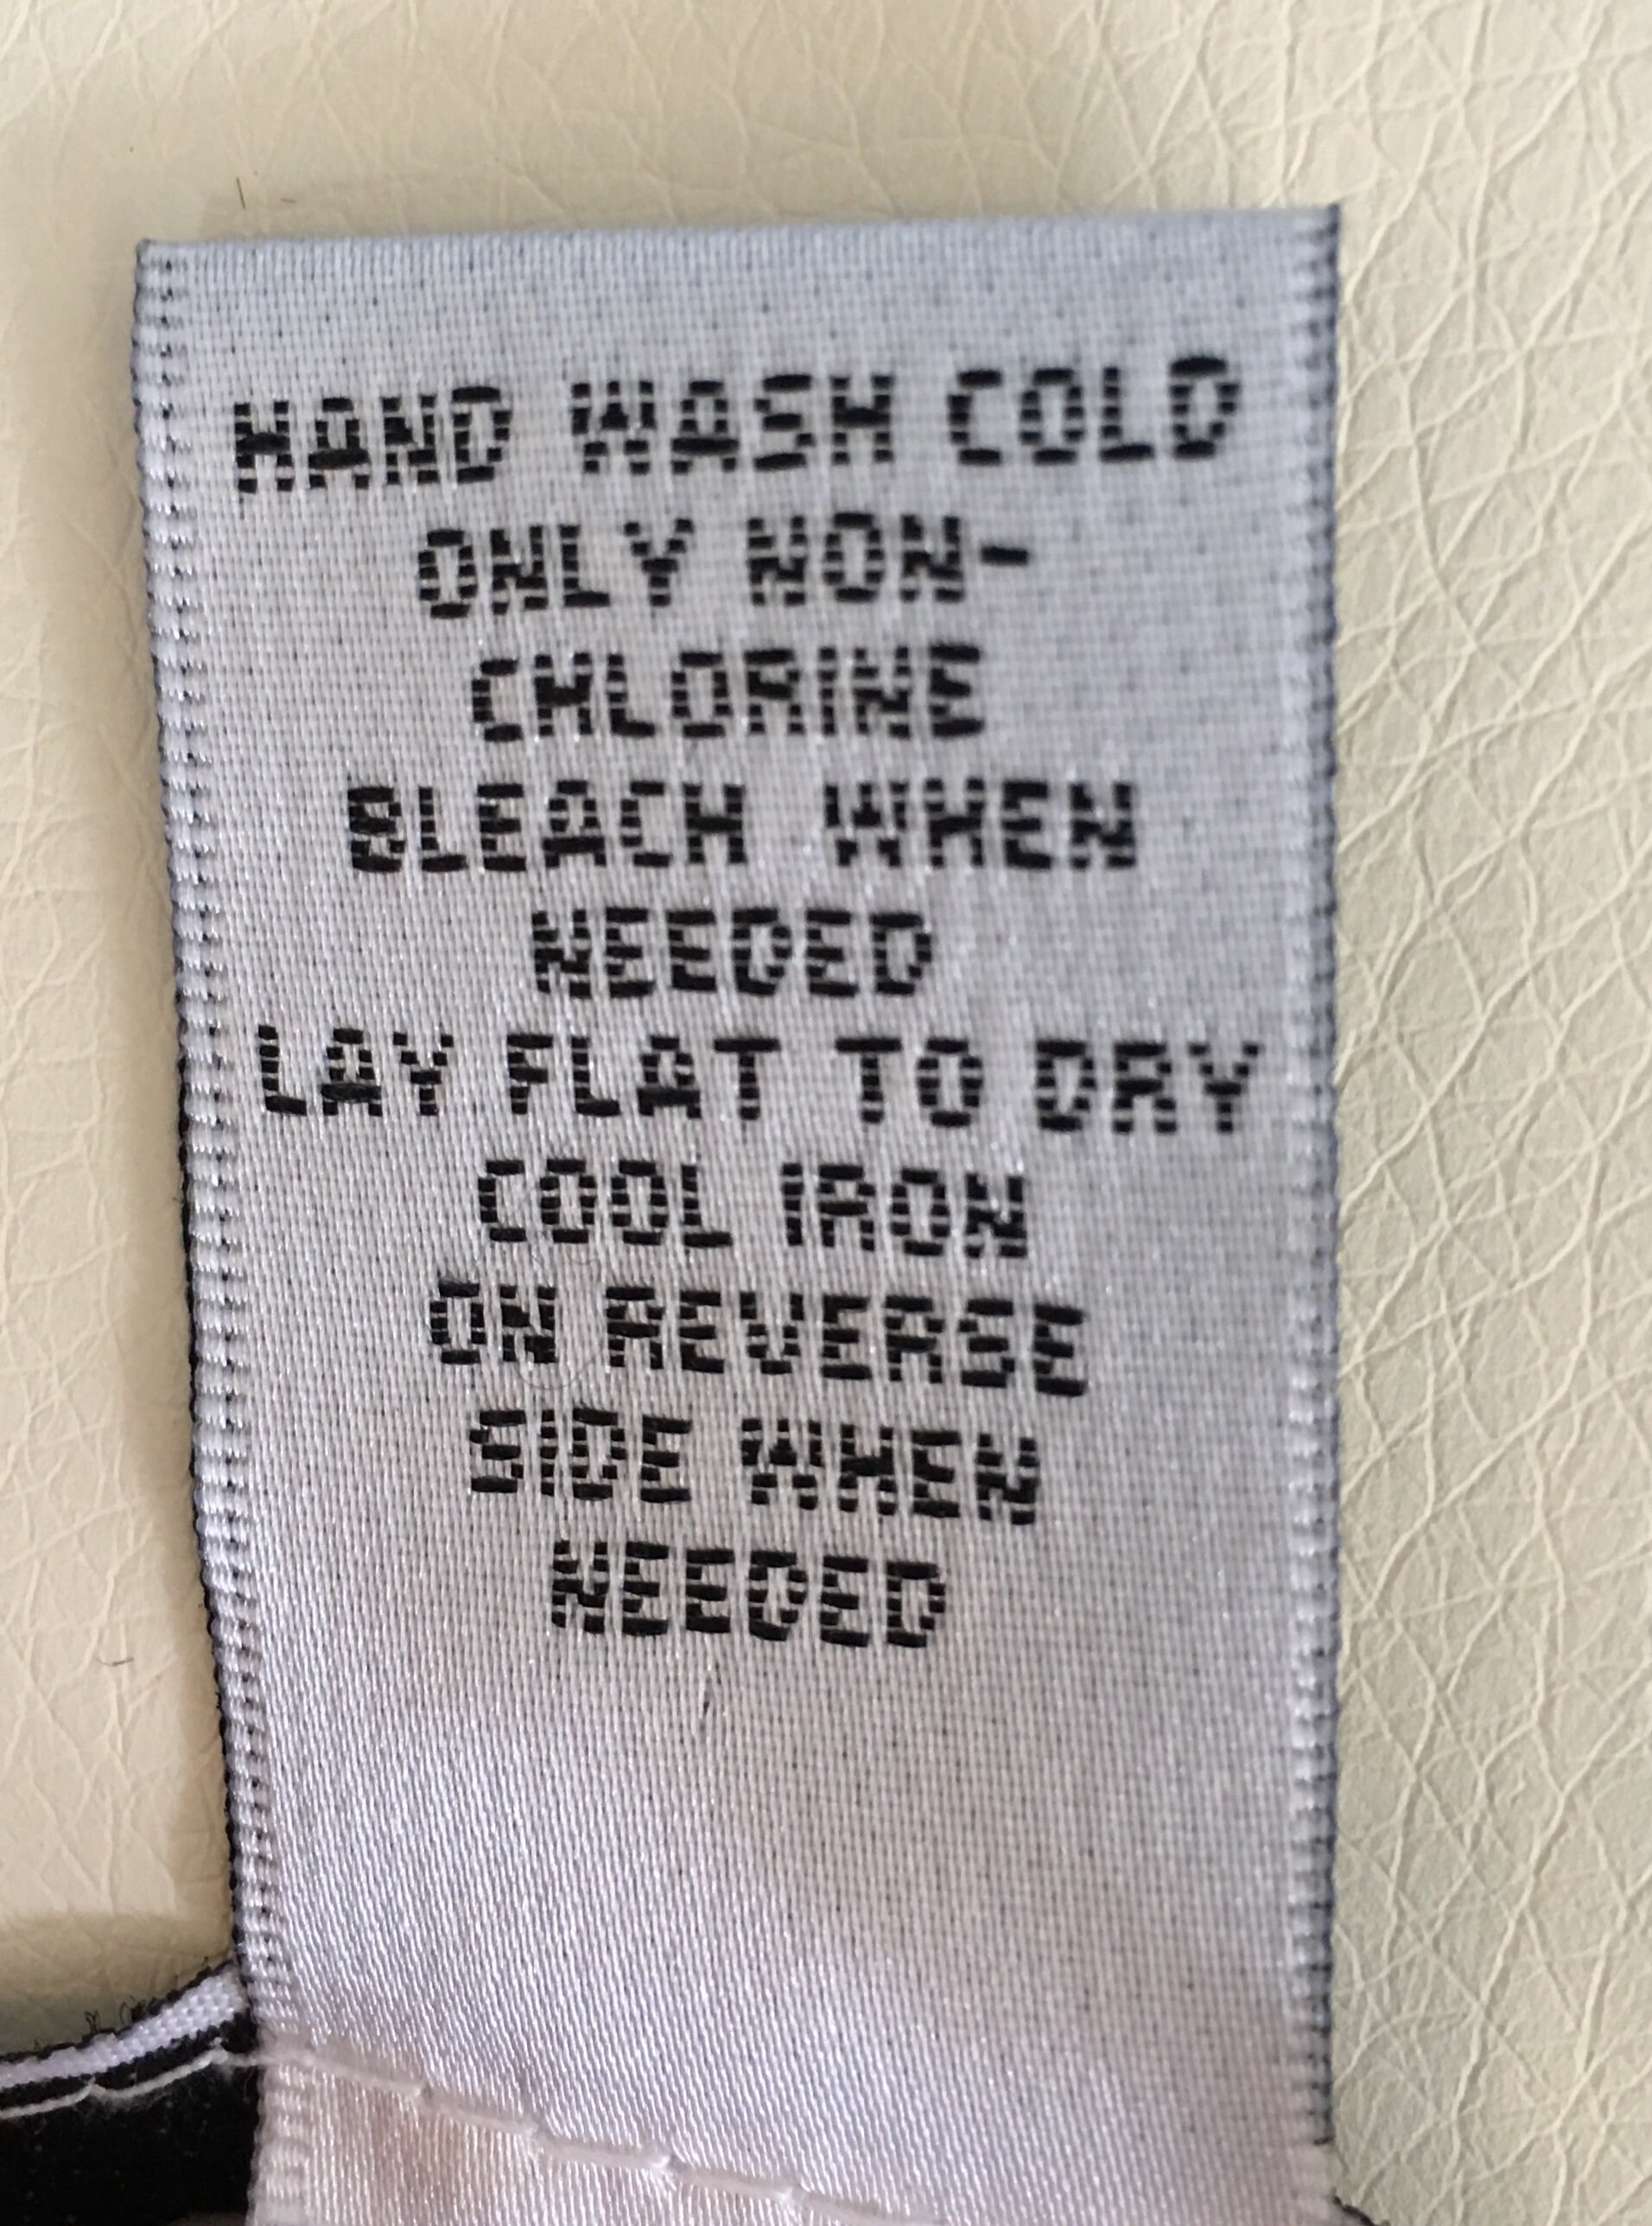 HAND WASH COLD
ONLY NON-
CHLORINE
BLEACH WHEN
NEEDED
LAY FLAT TO DRY
COOL IRON
ON REVERSE
SIDE WHEN
NEEDED